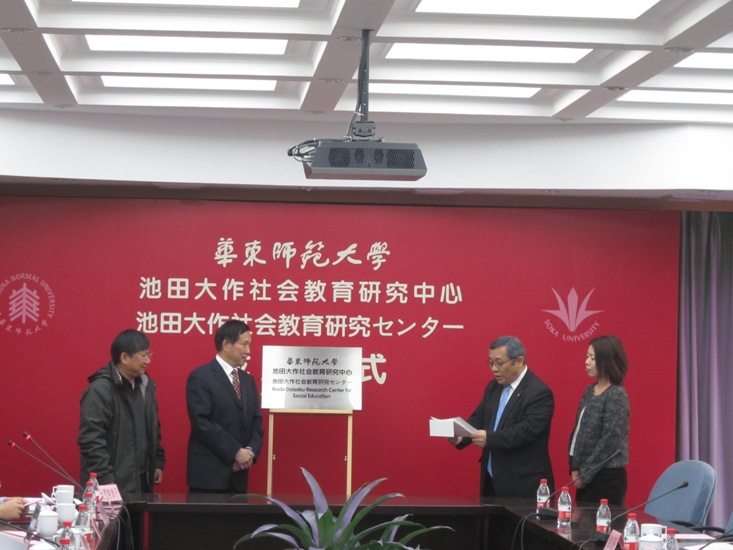 華東師範大學
池田大作社会教育研究中心
池田大作社会教育研究センター
式
NORMAL UNIVERSITY
SOKA UNIVERSITY
華東師範大學
池田大作社会教育研究中心
池田大作社会教育研究センター
Ikeda Daisaku Research Center for
Social Education